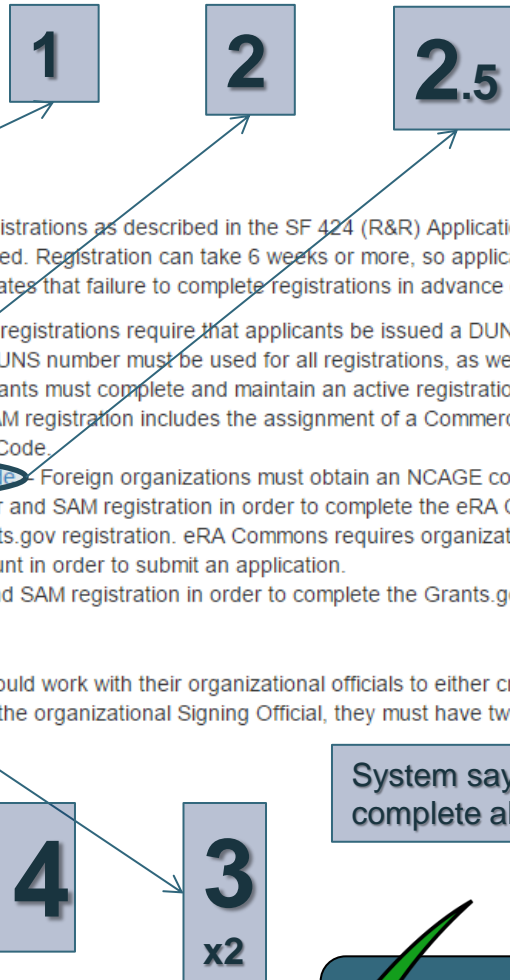 1
2
2.5
istrations as described in the SF 424 (R&R) Applicati
ed. Registration can take 6 weeks or more, so applica
ates that failure to complete registrations in advance
registrations require that applicants be issued a DUN
UNS number must be used for all registrations, as we
ants must complete and maintain an active registratio
AM registration includes the assignment of a Commerc
Code.
e – Foreign organizations must obtain an NCAGE co
r and SAM registration in order to complete the eRA C
ts.gov registration. eRA Commons requires organizat
unt in order to submit an application.
nd SAM registration in order to complete the Grants.go
ould work with their organizational officials to either cr
the organizational Signing Official, they must have tw
System say
complete al
4
3
x2